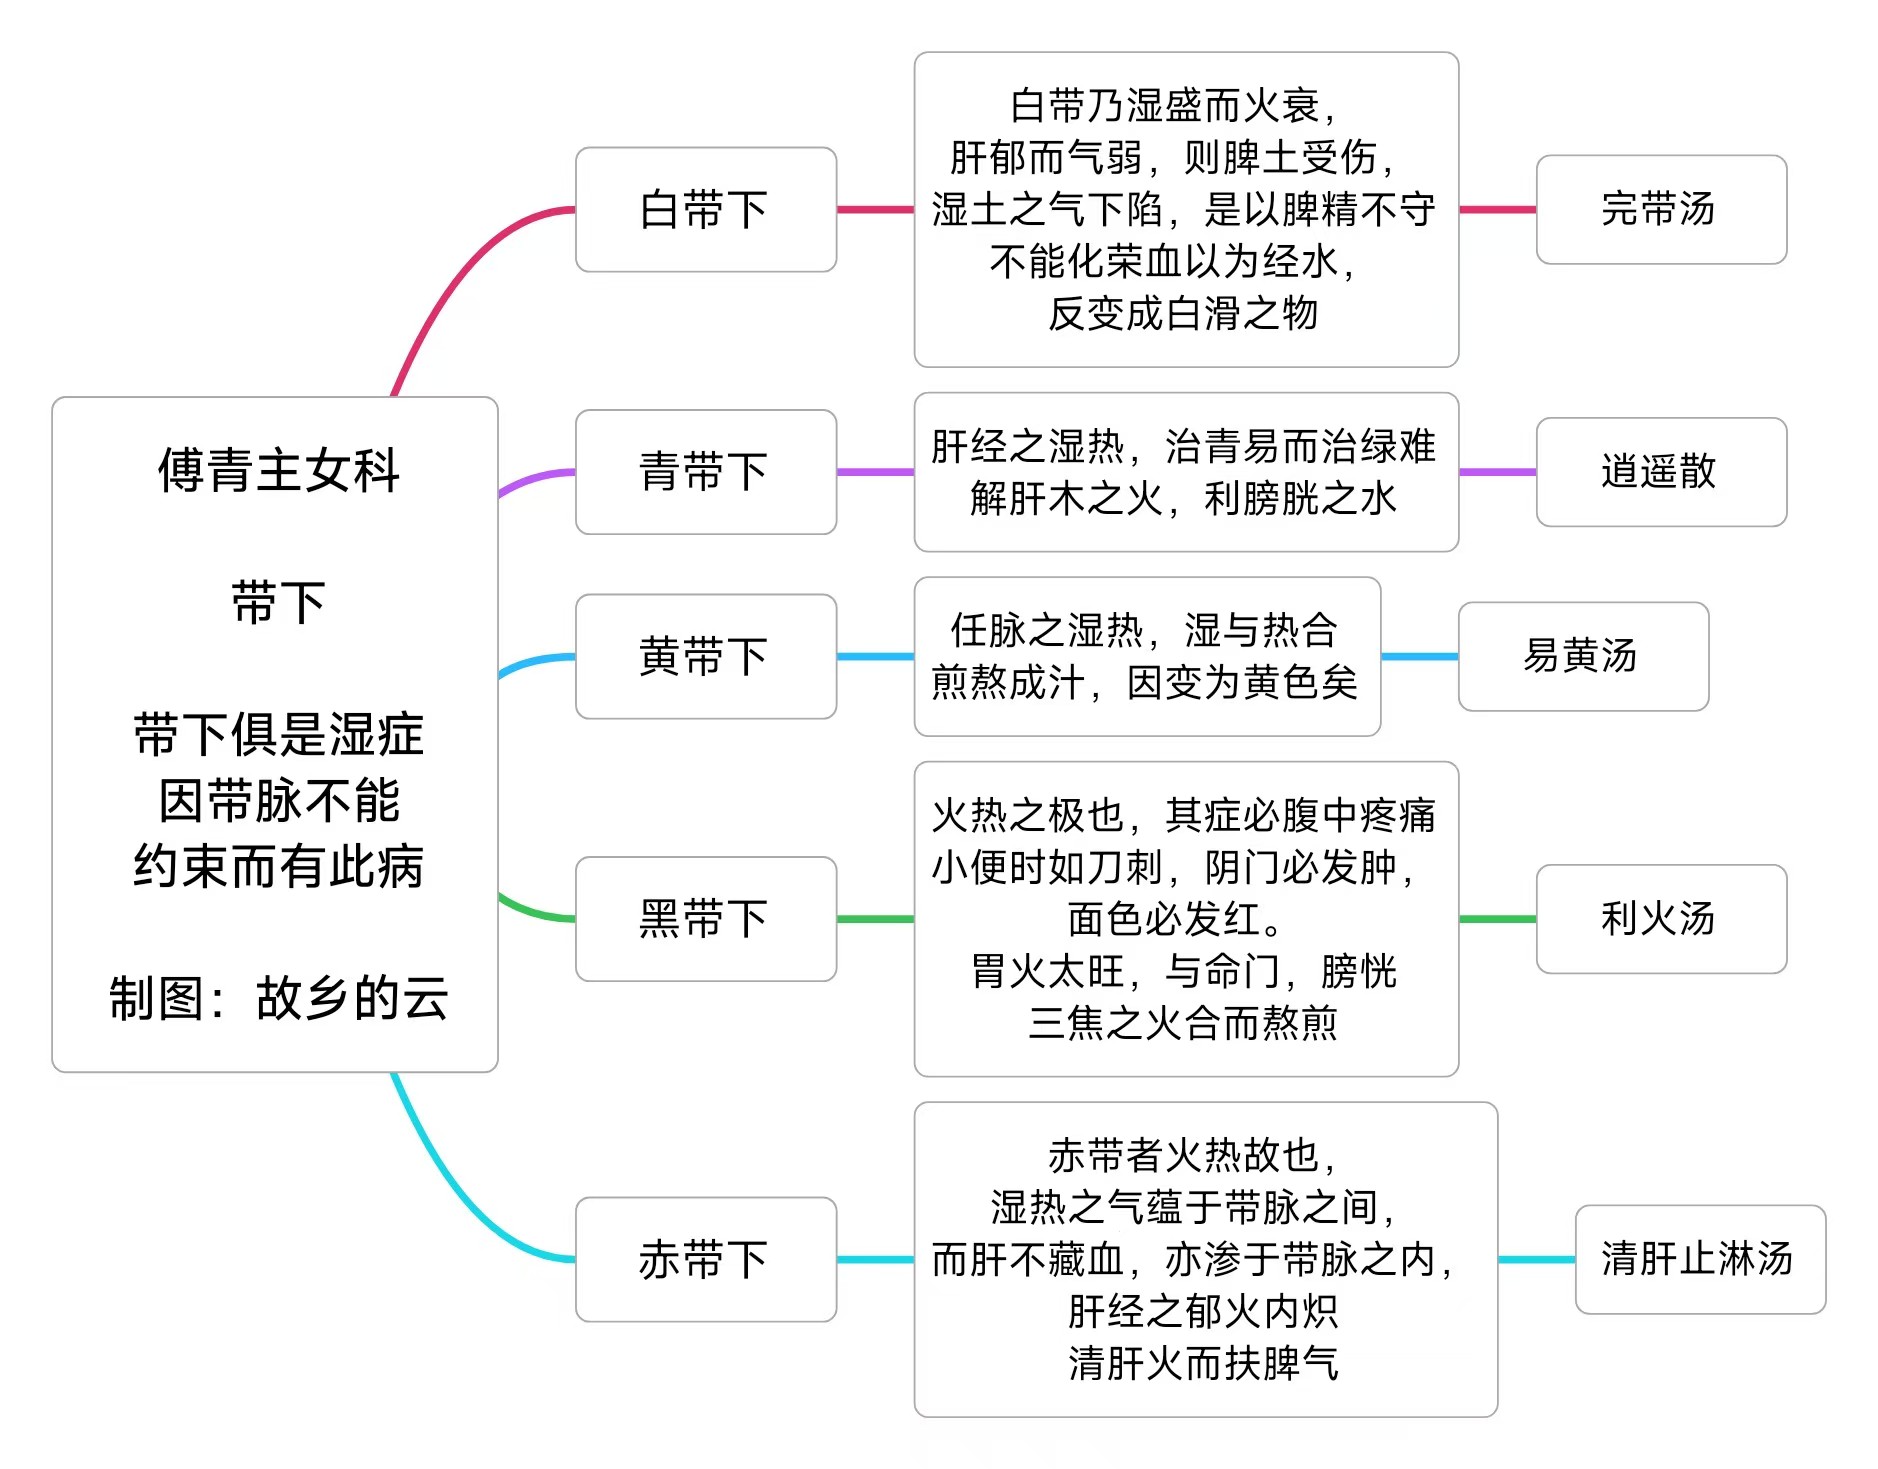 傅青主女科
带下
带下俱是湿症
因带脉不能
约束而有此病
制图：故乡的云
白带下
白带乃湿盛而火衰，
肝郁而气弱，则脾土受伤，
湿土之气下陷，是以脾精不守
不能化荣血以为经水，
反变成白滑之物
完带汤
青带下
肝经之湿热，治青易而治绿难
解肝木之火，利膀胱之水
逍遥散
黄带下
任脉之湿热，湿与热合
煎熬成汁，因变为黄色矣
易黄汤
黑带下
火热之极也，其症必腹中疼痛
小便时如刀刺，阴门必发肿，
面色必发红。
胃火太旺，与命门，膀恍
三焦之火合而熬煎
利火汤
赤带下
赤带者火热故也，
湿热之气蕴于带脉之间，
而肝不藏血，亦渗于带脉之内，
肝经之郁火内炽
清肝火而扶脾气
清肝止淋汤